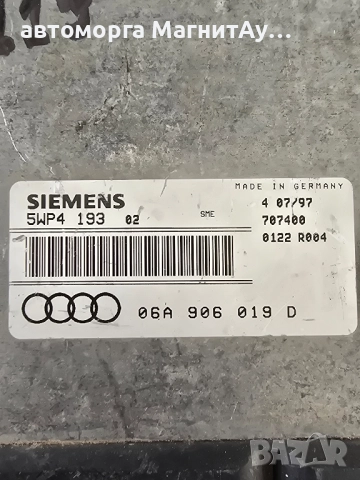 автоморга МагнитАу...
MADE IN GERMANY
SIEMENS
5WP4 193 02 SME
4 07/97
707400
0122 R004
06A 906 019 D
BAZAR